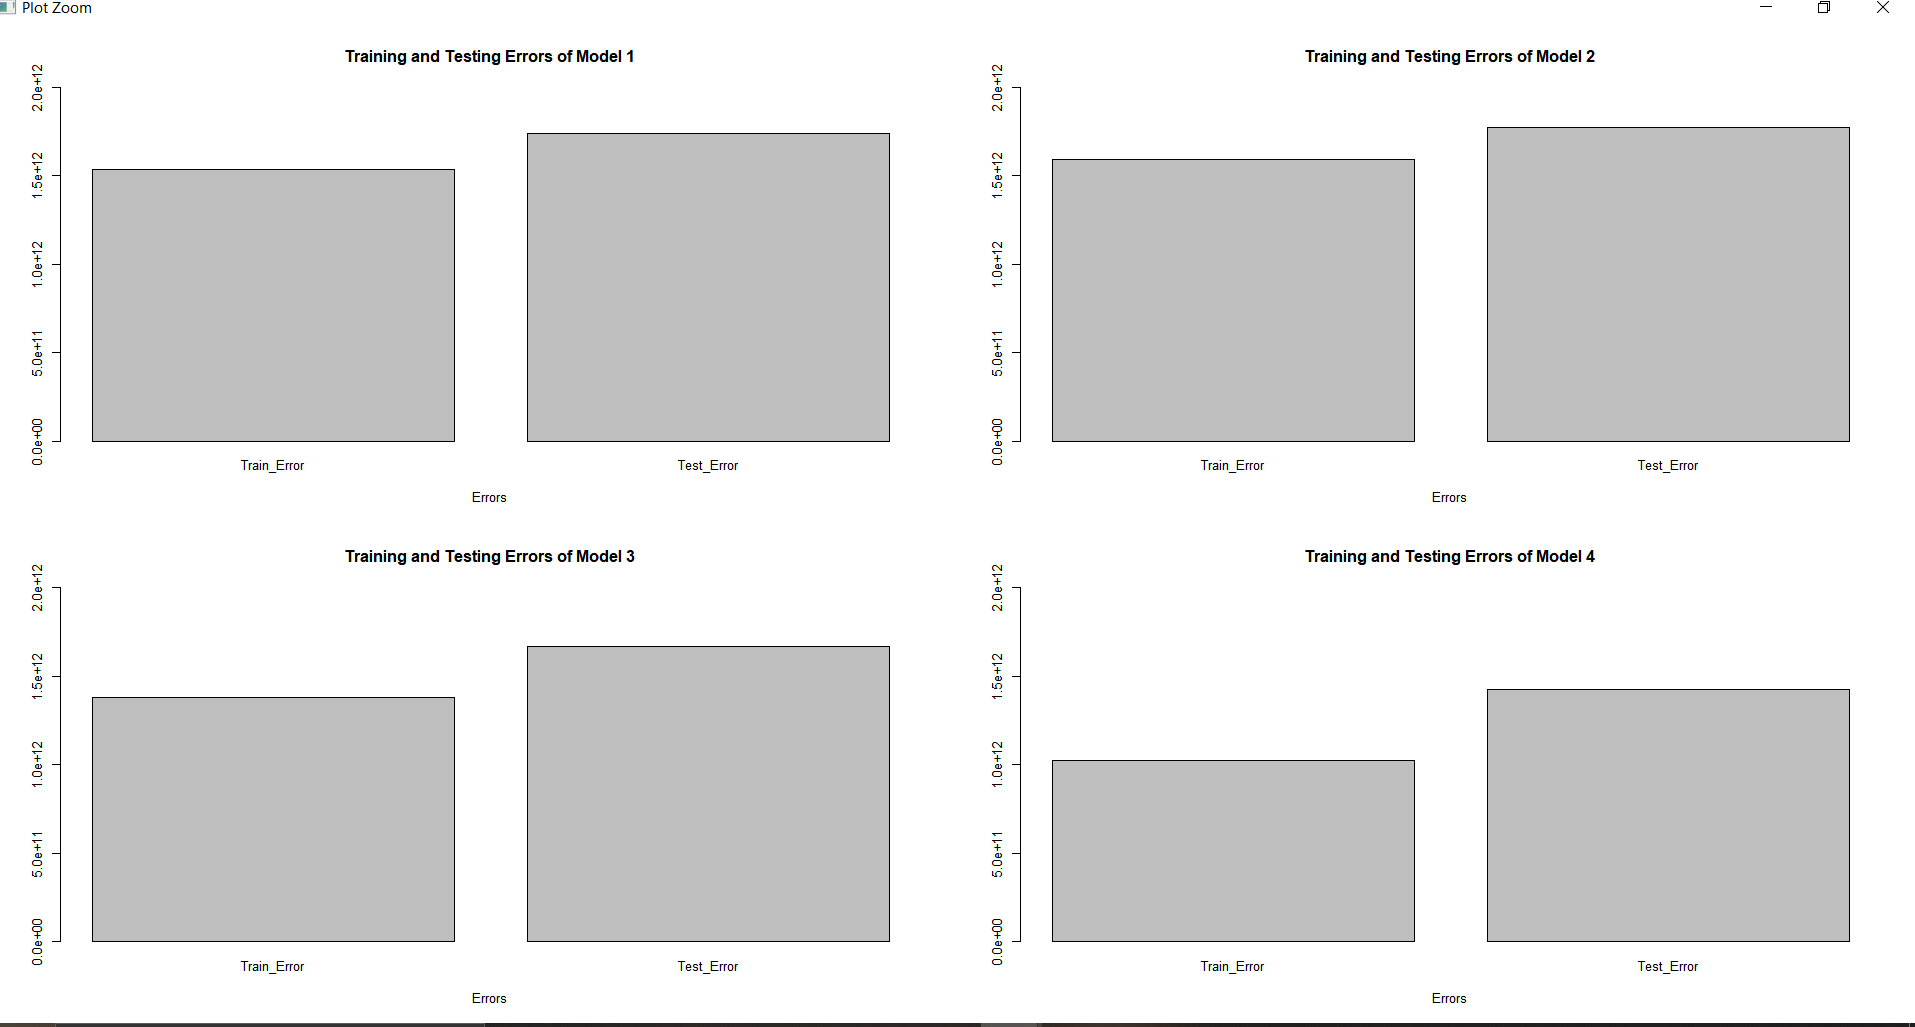 Plot Zoom
Training and Testing Errors of Model 1
2.0e+12
1.5e+12
1.0e+12
5.0e+11
0.0e+00
Train_Error
Test_Error
Errors
Training and Testing Errors of Model 2
2.0e+12
1.5e+12
1.0e+12
5.0e+11
0.0e+00
Train_Error
Test_Error
Errors
Training and Testing Errors of Model 3
2.0e+12
1.5e+12
1.0e+12
5.0e+11
0.0e+00
Train_Error
Test_Error
Errors
Training and Testing Errors of Model 4
2.0e+12
1.5e+12
1.0e+12
5.0e+11
0.0e+00
Train_Error
Test_Error
Errors